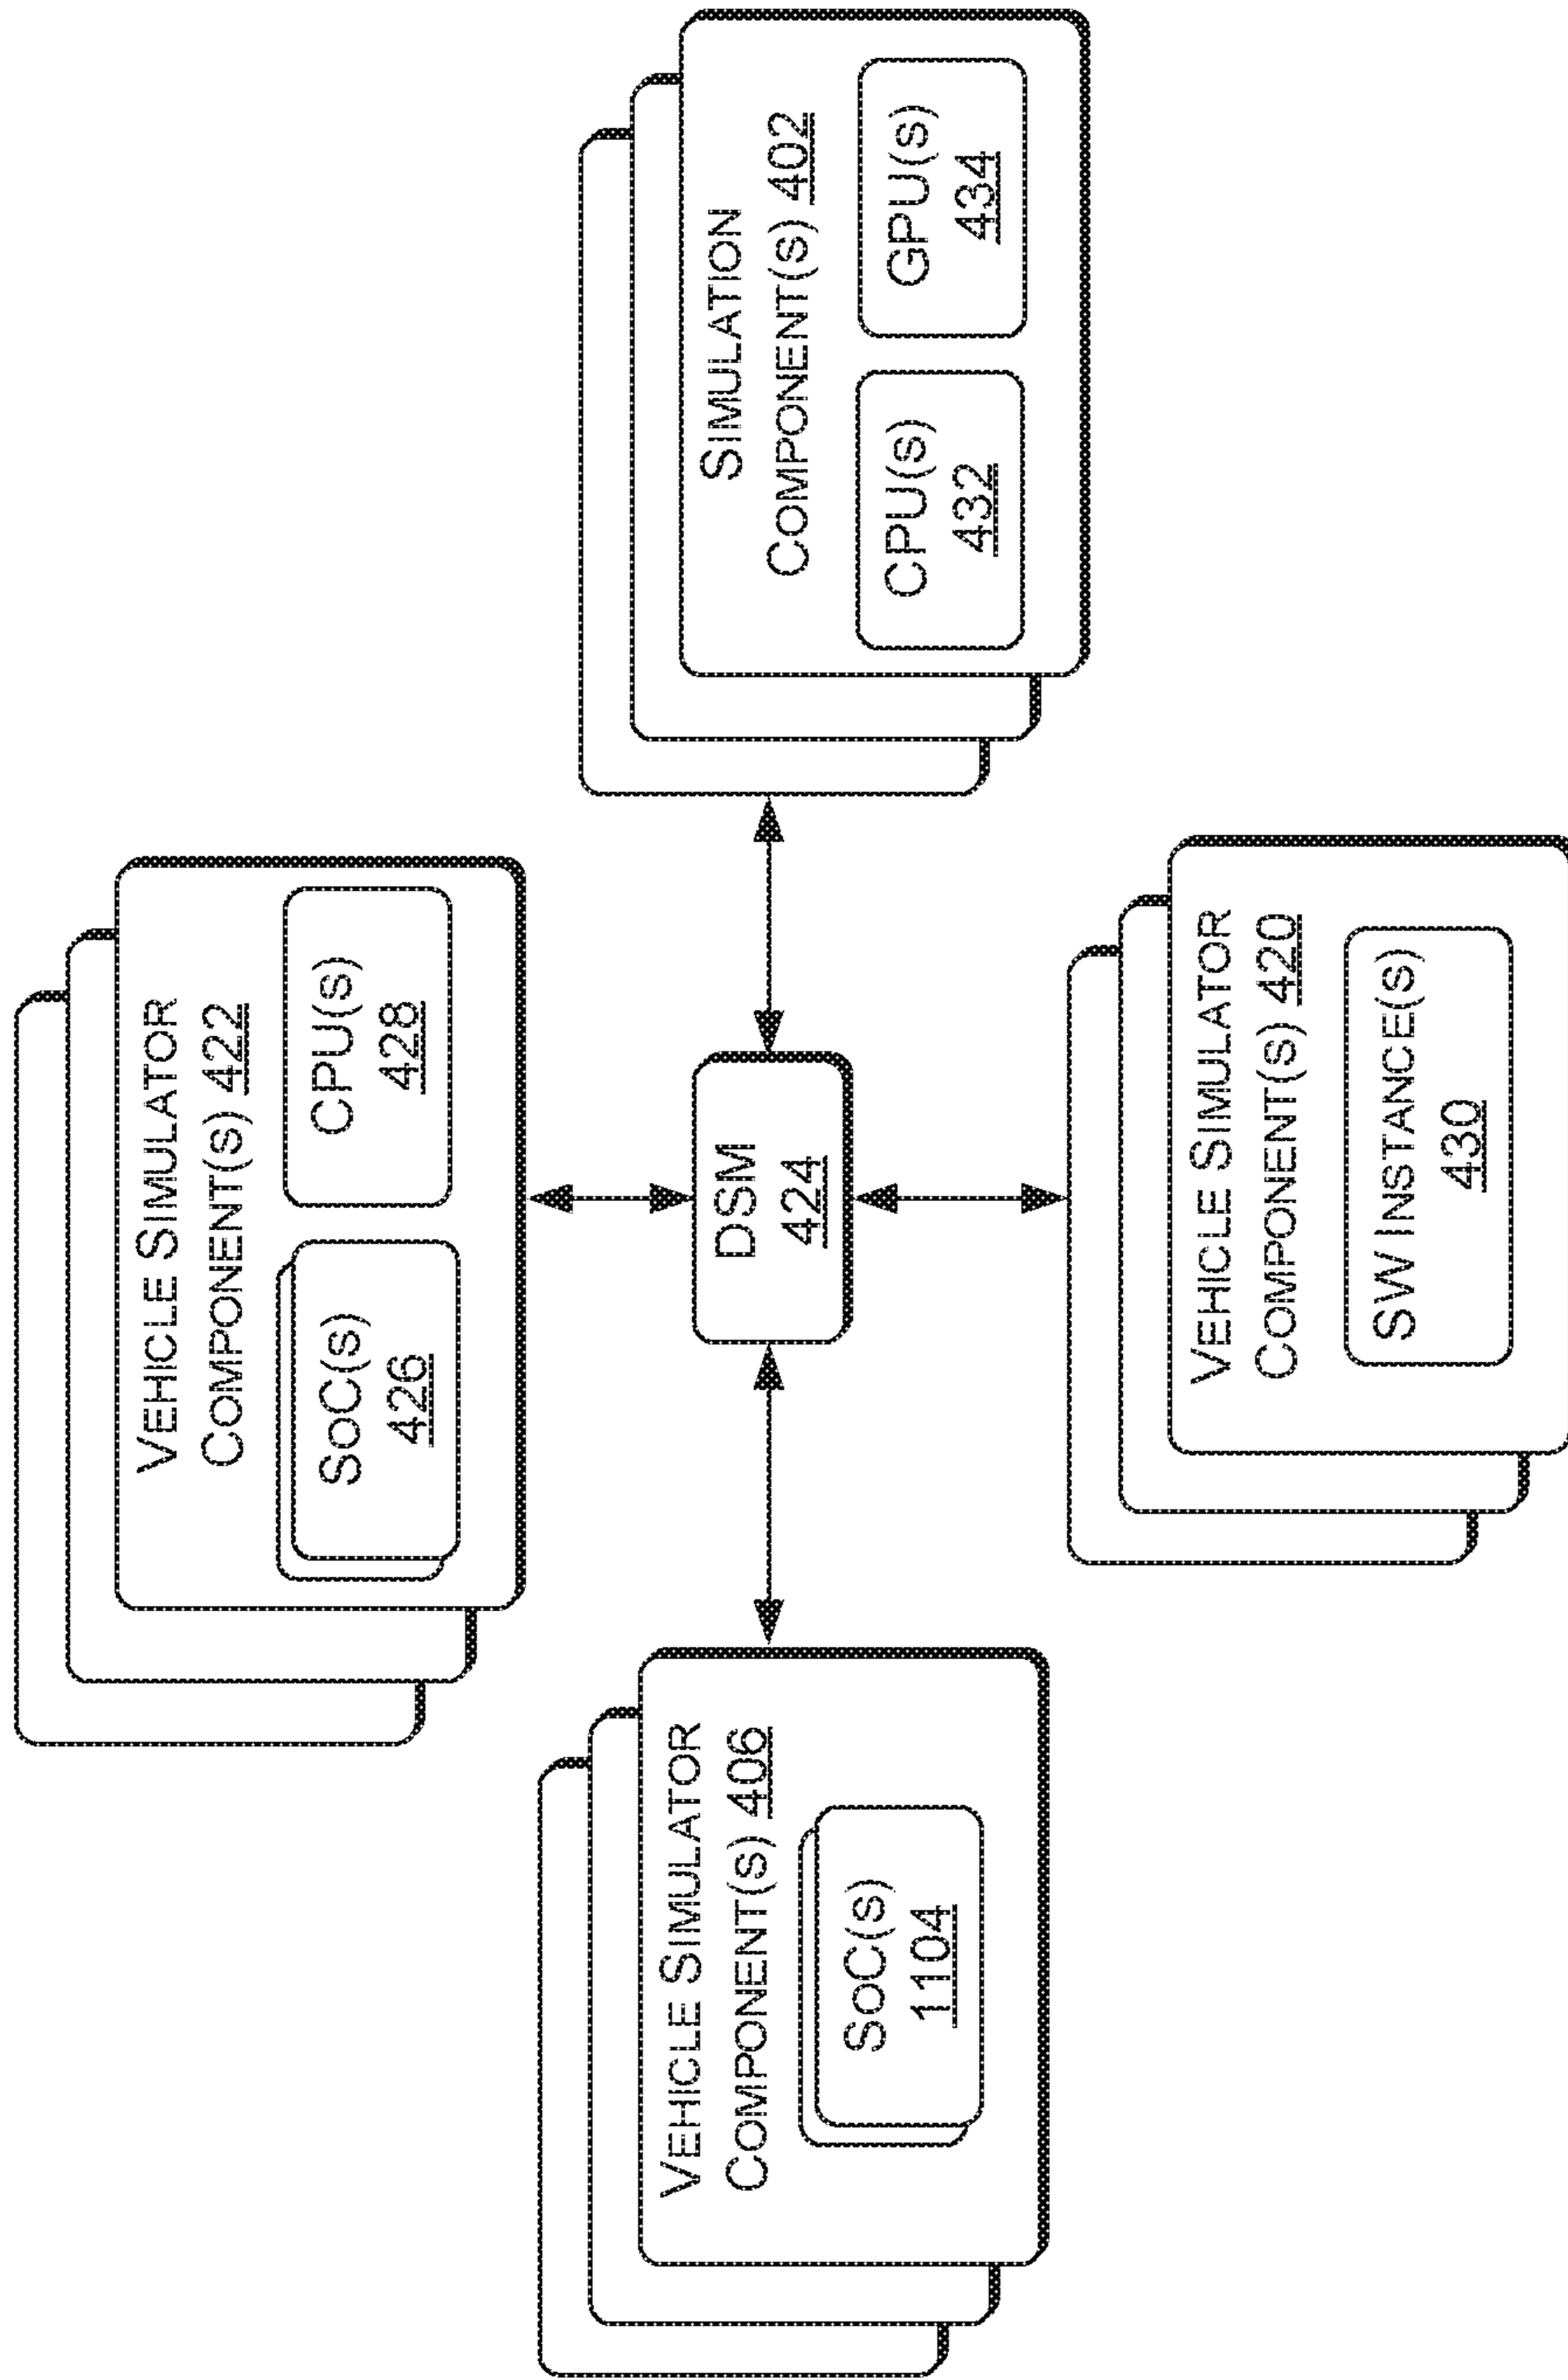 VEHICLE SIMULATOR
COMPONENT(S) 406
SOC(S)
1104
VEHICLE SIMULATOR
COMPONENT(S) 422
SOC(S)
426
CPU(S)
428
DSM
424
VEHICLE SIMULATOR
COMPONENT(S) 420
SW INSTANCE(S)
430
SIMULATION
COMPONENT(S) 402
CPU(S)
432
GPU(S)
434